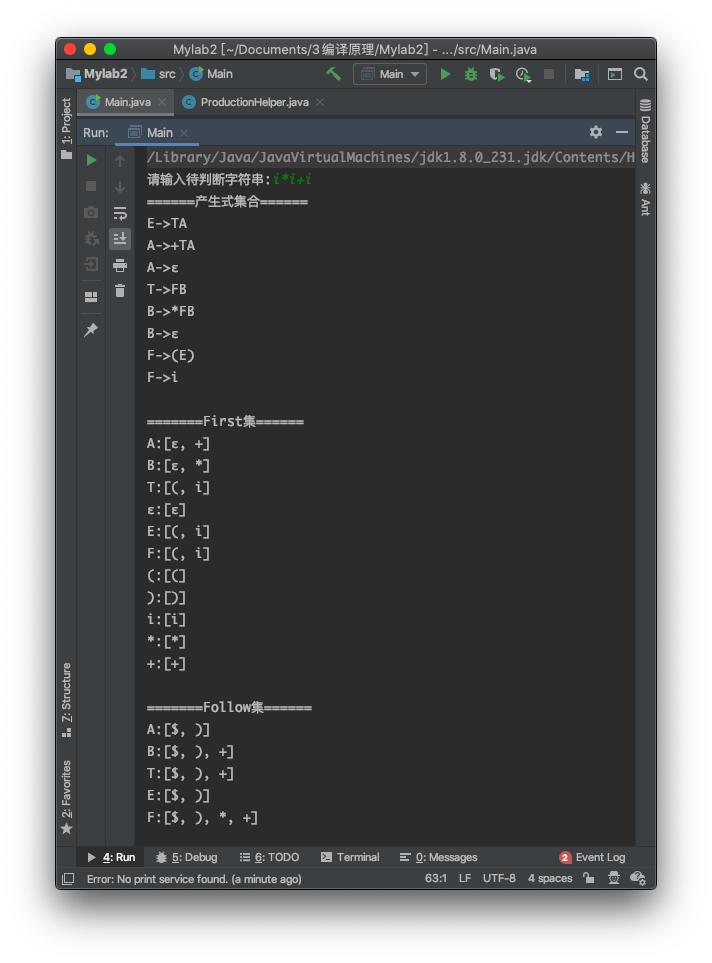 Mylab2 [~/Documents/3编译原理/Mylab2] - .../src/Main.java
Mylab2 src Main Main
1: Project
Main.java ProductionHelper.java
Database
Ant
Run: Main
/Library/Java/JavaVirtualMachines/jdk1.8.0_231.jdk/Contents/H
请输入待判断字符串:i*i+i
======产生式集合======
E->TA
A->+TA
A->ε
T->FB
B->*FB
B->ε
F->(E)
F->i
=======First集======
A:[ε, +]
B:[ε, *]
T:[(, i]
ε:[ε]
E:[(, i]
F:[(, i]
(:[(]
):[)]
i:[i]
*:[*]
+:[+]
=======Follow集======
A:[$, )]
B:[$, ), +]
T:[$, ), +]
E:[$, )]
F:[$, ), *, +]
Z: Structure
2: Favorites
4: Run 5: Debug 6: TODO Terminal 0: Messages 2 Event Log
Error: No print service found. (a minute ago) 63:1 LF UTF-8 4 spaces